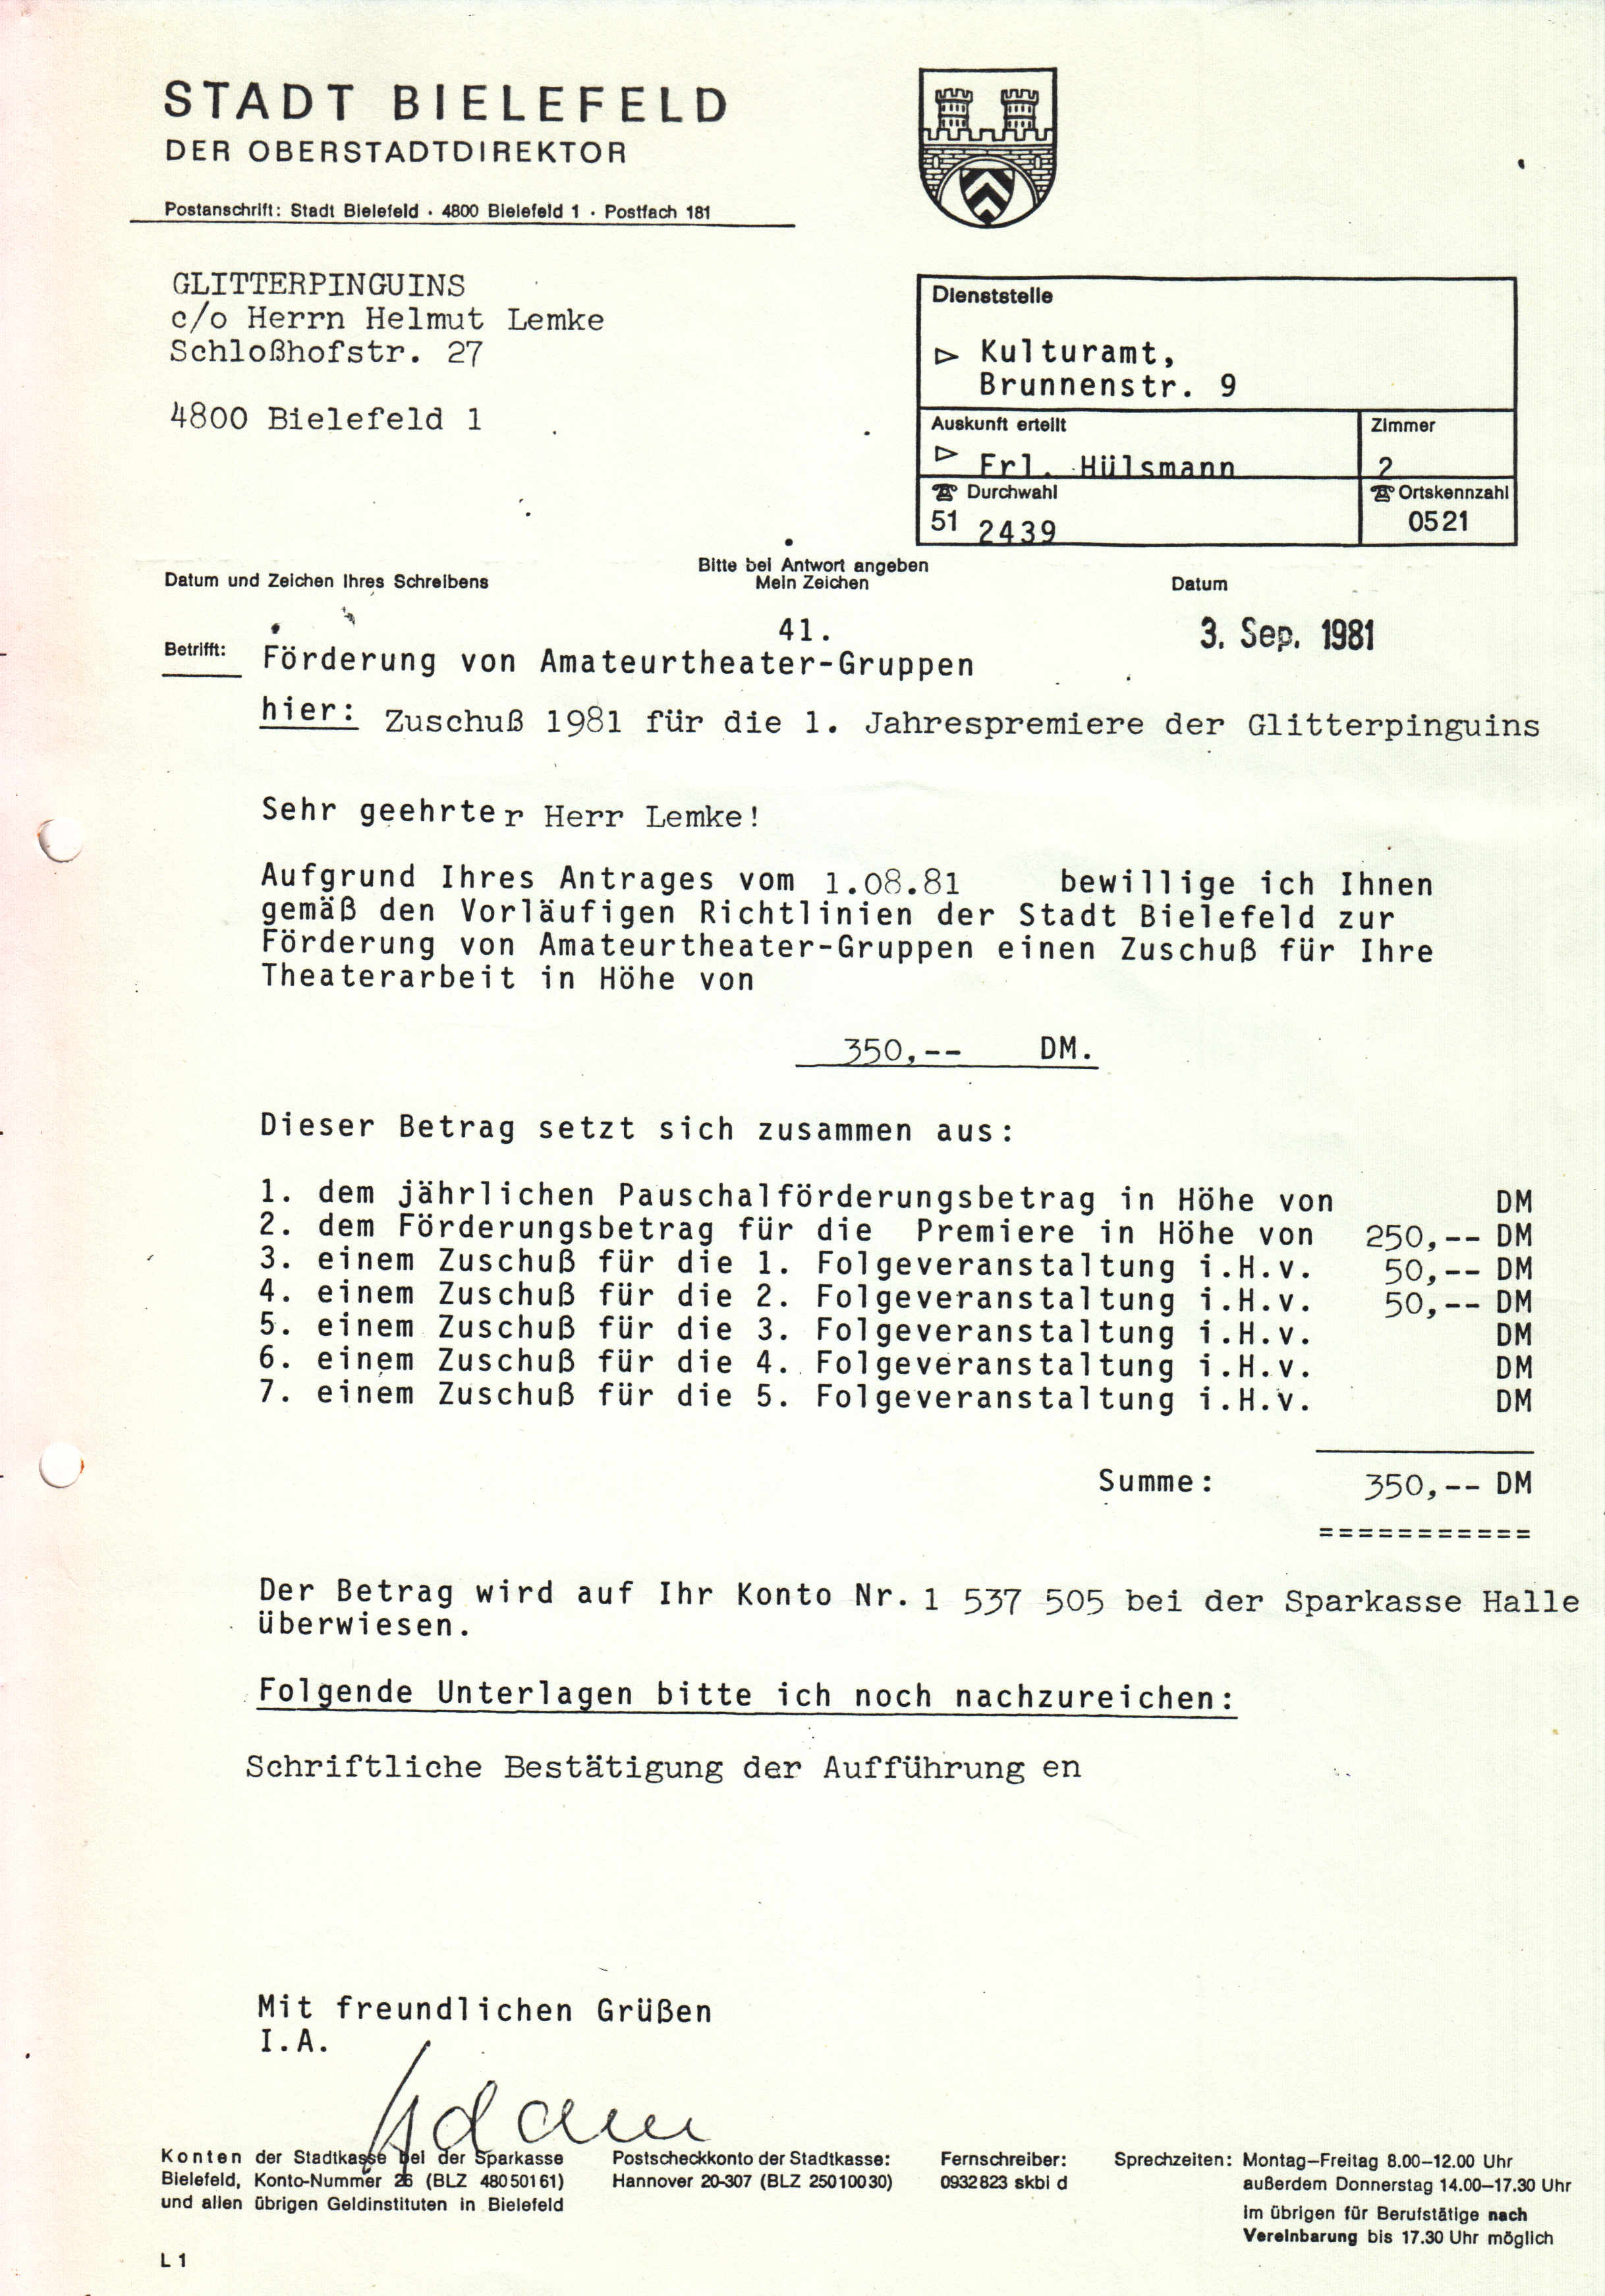 STADT BIELEFELD
DER OBERSTADTDIREKTOR
Postanschrift: Stadt Bielefeld · 4800 Bielefeld 1 · Postfach 181
GLITTERPINGUINS
c/o Herrn Helmut Lemke
Schloßhofstr. 27
4800 Bielefeld 1
Dienststelle
Kulturamt,
Brunnenstr. 9
Auskunft erteilt
Zimmer
Frl. Hülsmann
2
Durchwahl
Ortskennzahl
51 2439
0521
Datum und Zeichen Ihres Schreibens
Bitte bei Antwort angeben
Mein Zeichen
Datum
41.
3. Sep. 1981
Betrifft: Förderung von Amateurtheater-Gruppen
hier: Zuschuß 1981 für die 1. Jahrespremiere der Glitterpinguins
Sehr geehrter Herr Lemke!
Aufgrund Ihres Antrages vom 1.08.81 bewillige ich Ihnen
gemäß den Vorläufigen Richtlinien der Stadt Bielefeld zur
Förderung von Amateurtheater-Gruppen einen Zuschuß für Ihre
Theaterarbeit in Höhe von
350,-- DM.
Dieser Betrag setzt sich zusammen aus:
1. dem jährlichen Pauschalförderungsbetrag in Höhe von DM
2. dem Förderungsbetrag für die Premiere in Höhe von 250,-- DM
3. einem Zuschuß für die 1. Folgeveranstaltung i.H.v. 50,-- DM
4. einem Zuschuß für die 2. Folgeveranstaltung i.H.v. 50,-- DM
5. einem Zuschuß für die 3. Folgeveranstaltung i.H.v. DM
6. einem Zuschuß für die 4. Folgeveranstaltung i.H.v. DM
7. einem Zuschuß für die 5. Folgeveranstaltung i.H.v. DM
Summe: 350,-- DM
===========
Der Betrag wird auf Ihr Konto Nr. 1 537 505 bei der Sparkasse Halle
überwiesen.
Folgende Unterlagen bitte ich noch nachzureichen:
Schriftliche Bestätigung der Aufführung en
Mit freundlichen Grüßen
I.A.
Adam
Konten der Stadtkasse bei der Sparkasse
Bielefeld, Konto-Nummer 26 (BLZ 48050161)
und allen übrigen Geldinstituten in Bielefeld
Postscheckkonto der Stadtkasse:
Hannover 20-307 (BLZ 25010030)
Fernschreiber:
0932823 skbi d
Sprechzeiten: Montag–Freitag 8.00–12.00 Uhr
außerdem Donnerstag 14.00–17.30 Uhr
im übrigen für Berufstätige nach
Vereinbarung bis 17.30 Uhr möglich
L 1